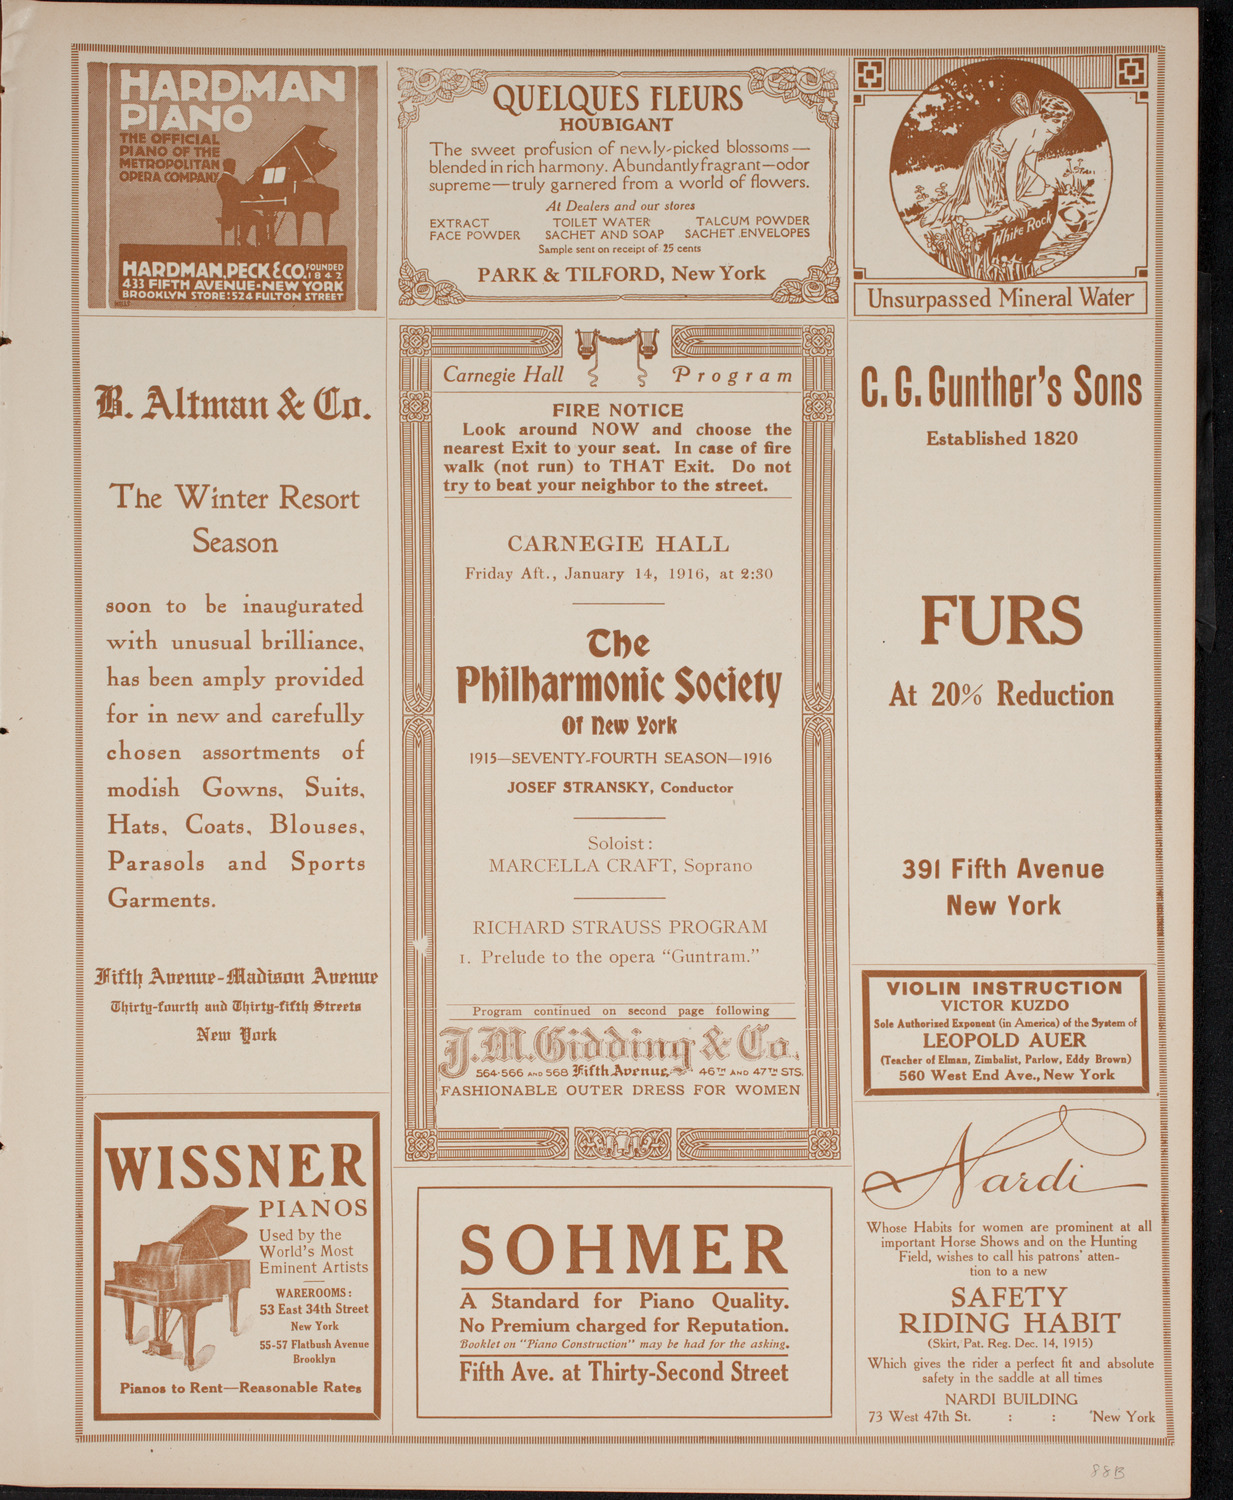 HARDMAN
PIANO
THE OFFICIAL
PIANO OF THE
METROPOLITAN
OPERA COMPANY
HARDMAN, PECK & CO. FOUNDED 1842
433 FIFTH AVENUE·NEW YORK
BROOKLYN STORE: 524 FULTON STREET
QUELQUES FLEURS
HOUBIGANT
The sweet profusion of newly-picked blossoms—
blended in rich harmony. Abundantly fragrant—odor
supreme—truly garnered from a world of flowers.
At Dealers and our stores
EXTRACT TOILET WATER TALCUM POWDER
FACE POWDER SACHET AND SOAP SACHET ENVELOPES
Sample sent on receipt of 25 cents
PARK & TILFORD, New York
White Rock
Unsurpassed Mineral Water
B. Altman & Co.
The Winter Resort
Season
soon to be inaugurated
with unusual brilliance,
has been amply provided
for in new and carefully
chosen assortments of
modish Gowns, Suits,
Hats, Coats, Blouses,
Parasols and Sports
Garments.
Fifth Avenue-Madison Avenue
Thirty-fourth and Thirty-fifth Streets
New York
Carnegie Hall Program
FIRE NOTICE
Look around NOW and choose the
nearest Exit to your seat. In case of fire
walk (not run) to THAT Exit. Do not
try to beat your neighbor to the street.
CARNEGIE HALL
Friday Aft., January 14, 1916, at 2:30
The
Philharmonic Society
Of New York
1915—SEVENTY-FOURTH SEASON—1916
JOSEF STRANSKY, Conductor
Soloist:
MARCELLA CRAFT, Soprano
RICHARD STRAUSS PROGRAM
1. Prelude to the opera “Guntram.”
Program continued on second page following
J.M. Gidding & Co.
564-566 AND 568 Fifth Avenue, 46TH AND 47TH STS.
FASHIONABLE OUTER DRESS FOR WOMEN
C. G. Gunther's Sons
Established 1820
FURS
At 20% Reduction
391 Fifth Avenue
New York
VIOLIN INSTRUCTION
VICTOR KUZDO
Sole Authorized Exponent (in America) of the System of
LEOPOLD AUER
(Teacher of Elman, Zimbalist, Parlow, Eddy Brown)
560 West End Ave., New York
WISSNER
PIANOS
Used by the
World's Most
Eminent Artists
WAREROOMS:
53 East 34th Street
New York
55-57 Flatbush Avenue
Brooklyn
Pianos to Rent—Reasonable Rates
SOHMER
A Standard for Piano Quality.
No Premium charged for Reputation.
Booklet on "Piano Construction" may be had for the asking.
Fifth Ave. at Thirty-Second Street
Nardi
Whose Habits for women are prominent at all
important Horse Shows and on the Hunting
Field, wishes to call his patrons' atten-
tion to a new
SAFETY
RIDING HABIT
(Skirt, Pat. Reg. Dec. 14, 1915)
Which gives the rider a perfect fit and absolute
safety in the saddle at all times
NARDI BUILDING
73 West 47th St. : : New York
88B